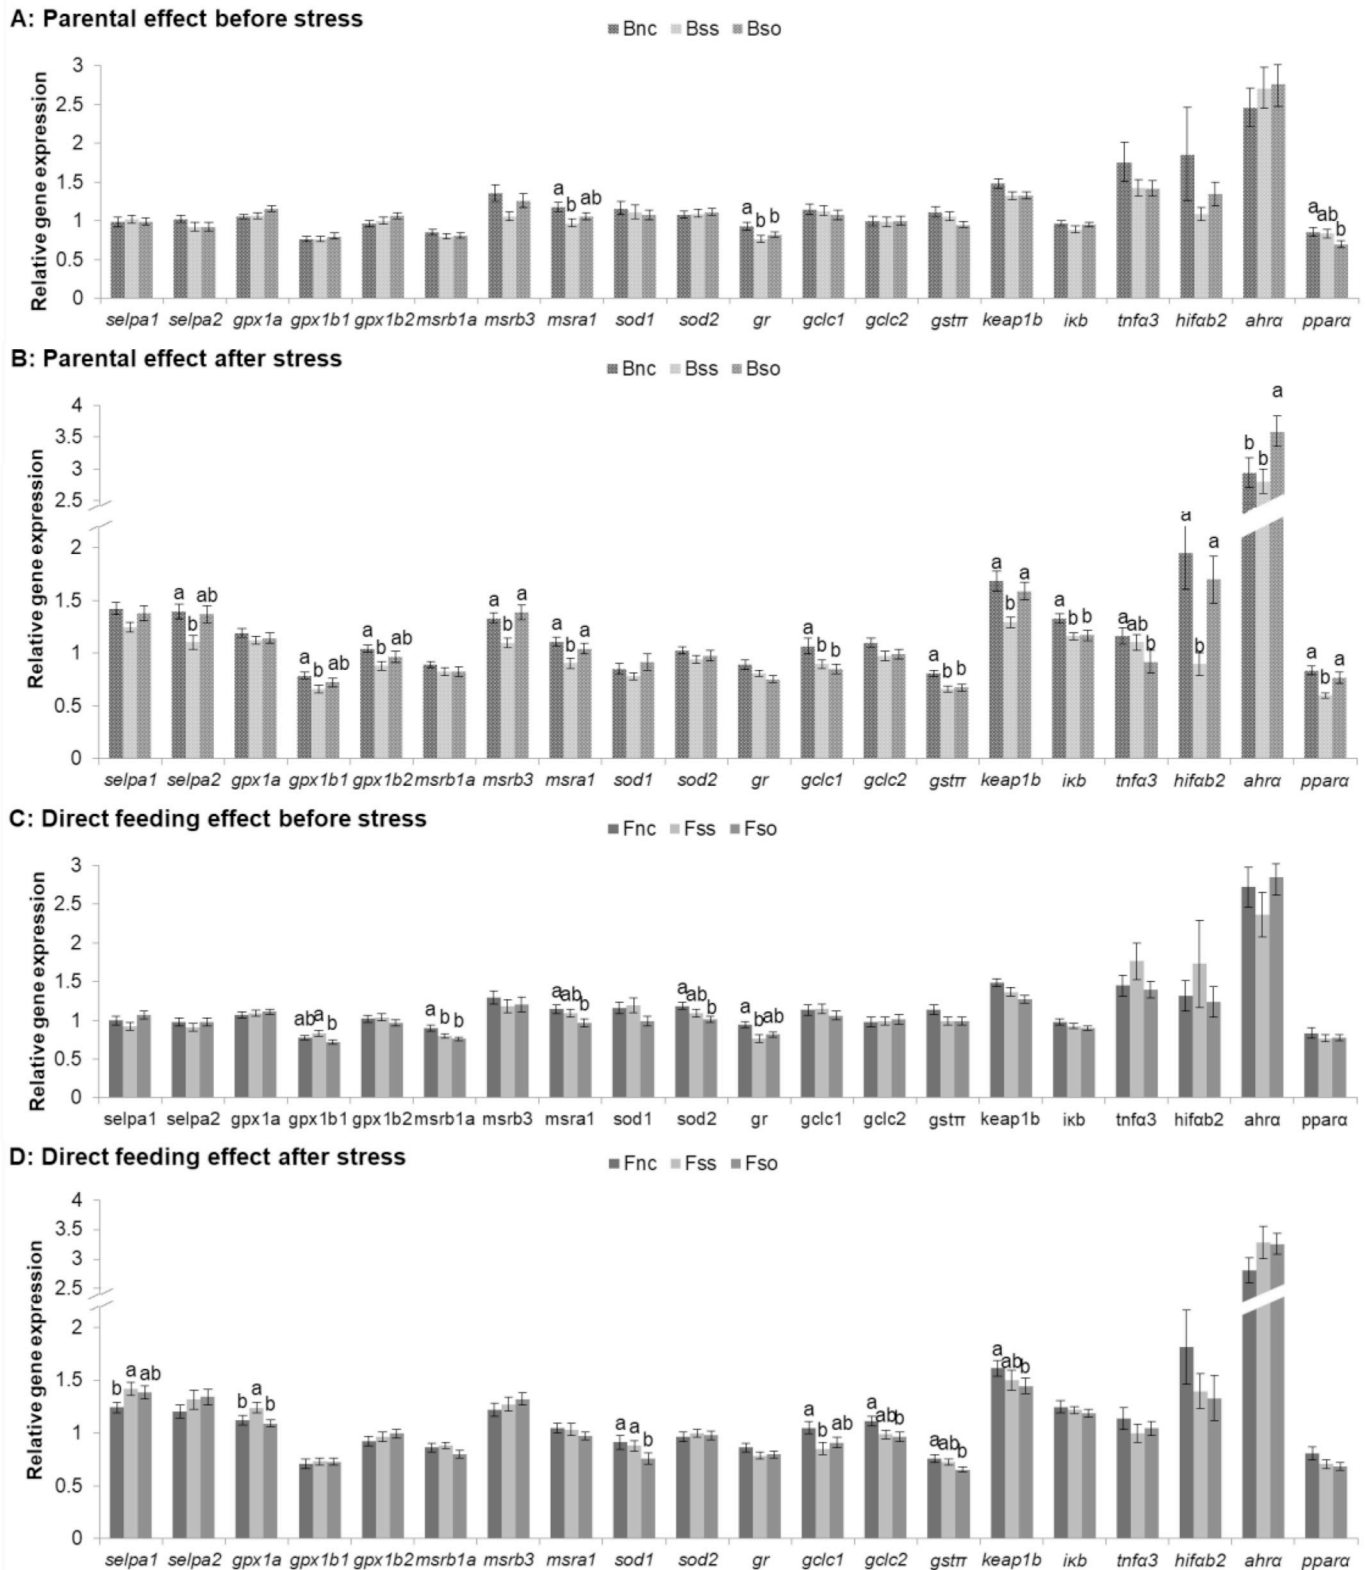 A: Parental effect before stress
Bnc Bss Bso
Relative gene expression
3
2.5
2
1.5
1
0.5
0
a b ab
a b b
a ab b
selpa1 selpa2 gpx1a gpx1b1 gpx1b2 msrb1a msrb3 msra1 sod1 sod2 gr gclc1 gclc2 gstπ keap1b iκb tnfα3 hifαb2 ahrα pparα
B: Parental effect after stress
Bnc Bss Bso
Relative gene expression
4
3.5
3
2.5
2
1.5
1
0.5
0
a b ab
a b ab
a b ab
a b a
a b a
a b b
a b b
a b a
a b b
a ab b
a b a
b b a
a b a
selpa1 selpa2 gpx1a gpx1b1 gpx1b2 msrb1a msrb3 msra1 sod1 sod2 gr gclc1 gclc2 gstπ keap1b iκb tnfα3 hifαb2 ahrα pparα
C: Direct feeding effect before stress
Fnc Fss Fso
Relative gene expression
3
2.5
2
1.5
1
0.5
0
ab a b
a b b
a ab b
a ab b
a b ab
selpa1 selpa2 gpx1a gpx1b1 gpx1b2 msrb1a msrb3 msra1 sod1 sod2 gr gclc1 gclc2 gstπ keap1b iκb tnfα3 hifαb2 ahrα pparα
D: Direct feeding effect after stress
Fnc Fss Fso
Relative gene expression
4
3.5
3
2.5
2
1.5
1
0.5
0
b a ab
b a b
a a b
a b ab
a ab b
a ab b
a ab b
selpa1 selpa2 gpx1a gpx1b1 gpx1b2 msrb1a msrb3 msra1 sod1 sod2 gr gclc1 gclc2 gstπ keap1b iκb tnfα3 hifαb2 ahrα pparα